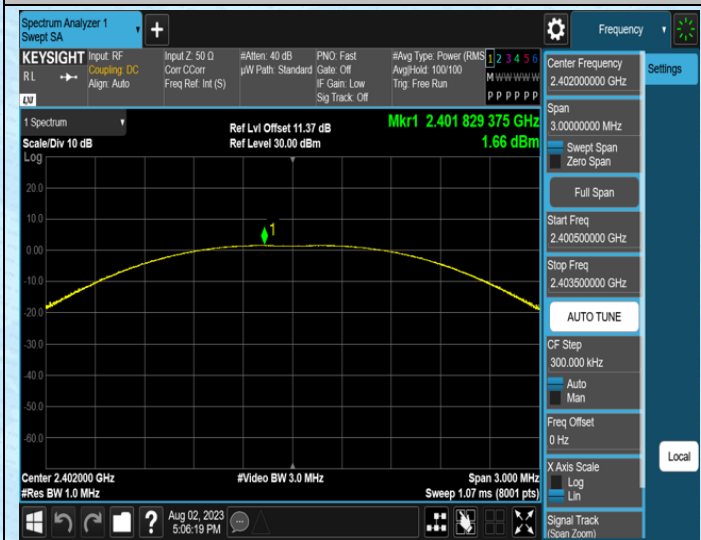 Spectrum Analyzer 1
Swept SA
Frequency
KEYSIGHT
Input: RF
Coupling: DC
Align: Auto
Input Z: 50 Ω
Corr CCorr
Freq Ref: Int (S)
#Atten: 40 dB
µW Path: Standard
PNO: Fast
Gate: Off
IF Gain: Low
Sig Track: Off
#Avg Type: Power (RMS
Avg|Hold: 100/100
Trig: Free Run
1 2 3 4 5 6
M W W W W W
P P P P P P
RL
LXI
1 Spectrum
Scale/Div 10 dB
Log
Ref Lvl Offset 11.37 dB
Ref Level 30.00 dBm
Mkr1 2.401 829 375 GHz
1.66 dBm
20.0
10.0
0.00
-10.0
-20.0
-30.0
-40.0
-50.0
-60.0
1
Center 2.402000 GHz
#Res BW 1.0 MHz
#Video BW 3.0 MHz
Span 3.000 MHz
Sweep 1.07 ms (8001 pts)
?
Aug 02, 2023
5:06:19 PM
Center Frequency
2.402000000 GHz
Settings
Span
3.00000000 MHz
Swept Span
Zero Span
Full Span
Start Freq
2.400500000 GHz
Stop Freq
2.403500000 GHz
AUTO TUNE
CF Step
300.000 kHz
Auto
Man
Freq Offset
0 Hz
X Axis Scale
Log
Lin
Signal Track
(Span Zoom)
Local